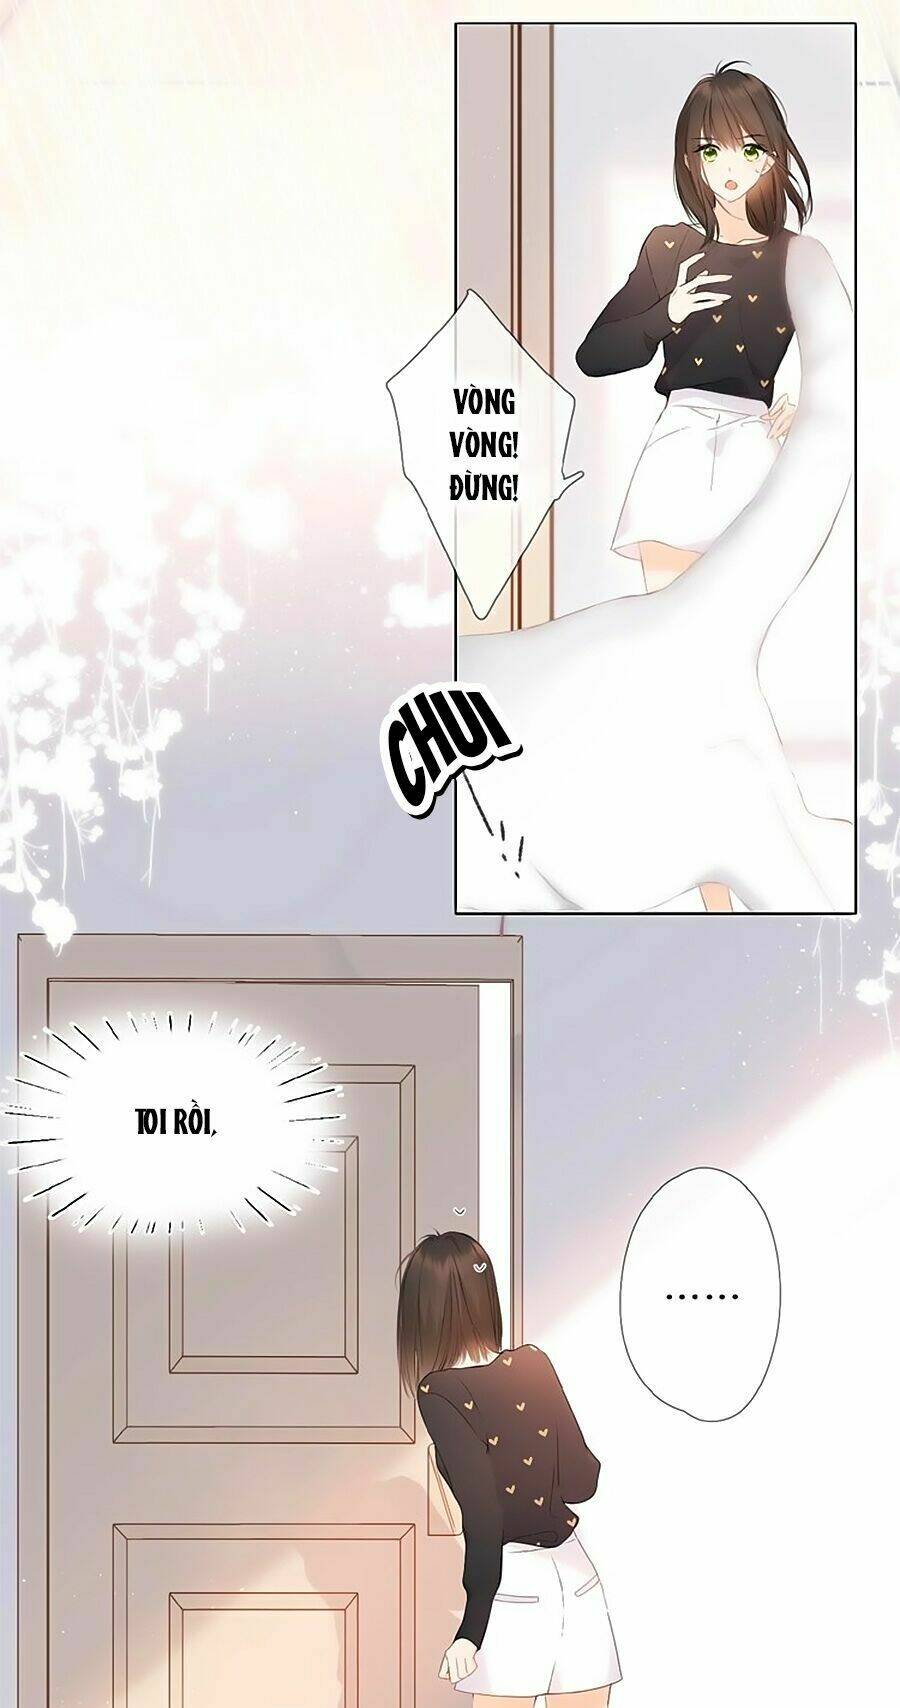 VÒNG
VÒNG!
ĐỪNG!
CHUI
TOI RỒI,
......